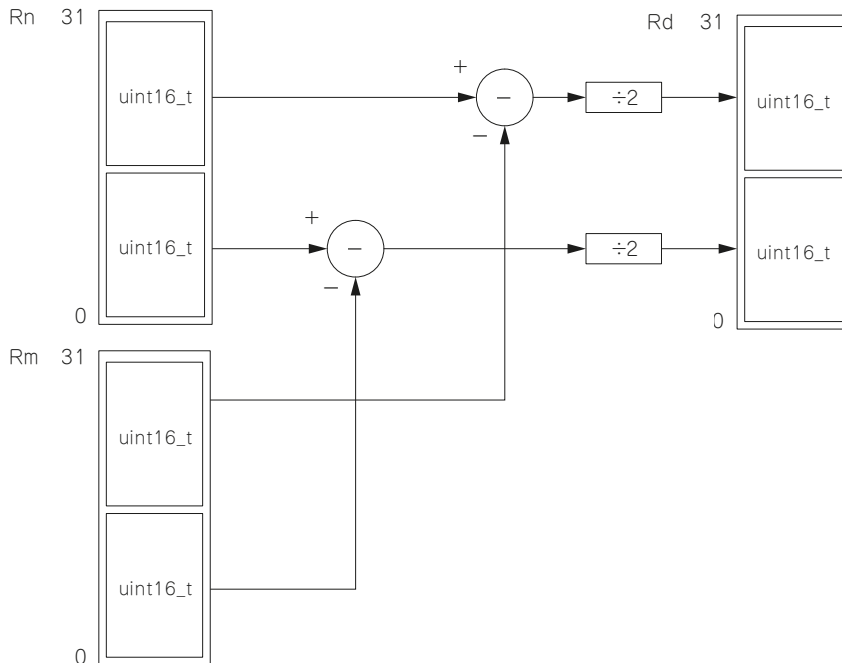 Rn 31
uint16_t
uint16_t
0
Rm 31
uint16_t
uint16_t
0
+
−
−
÷2
+
−
−
÷2
Rd 31
uint16_t
uint16_t
0